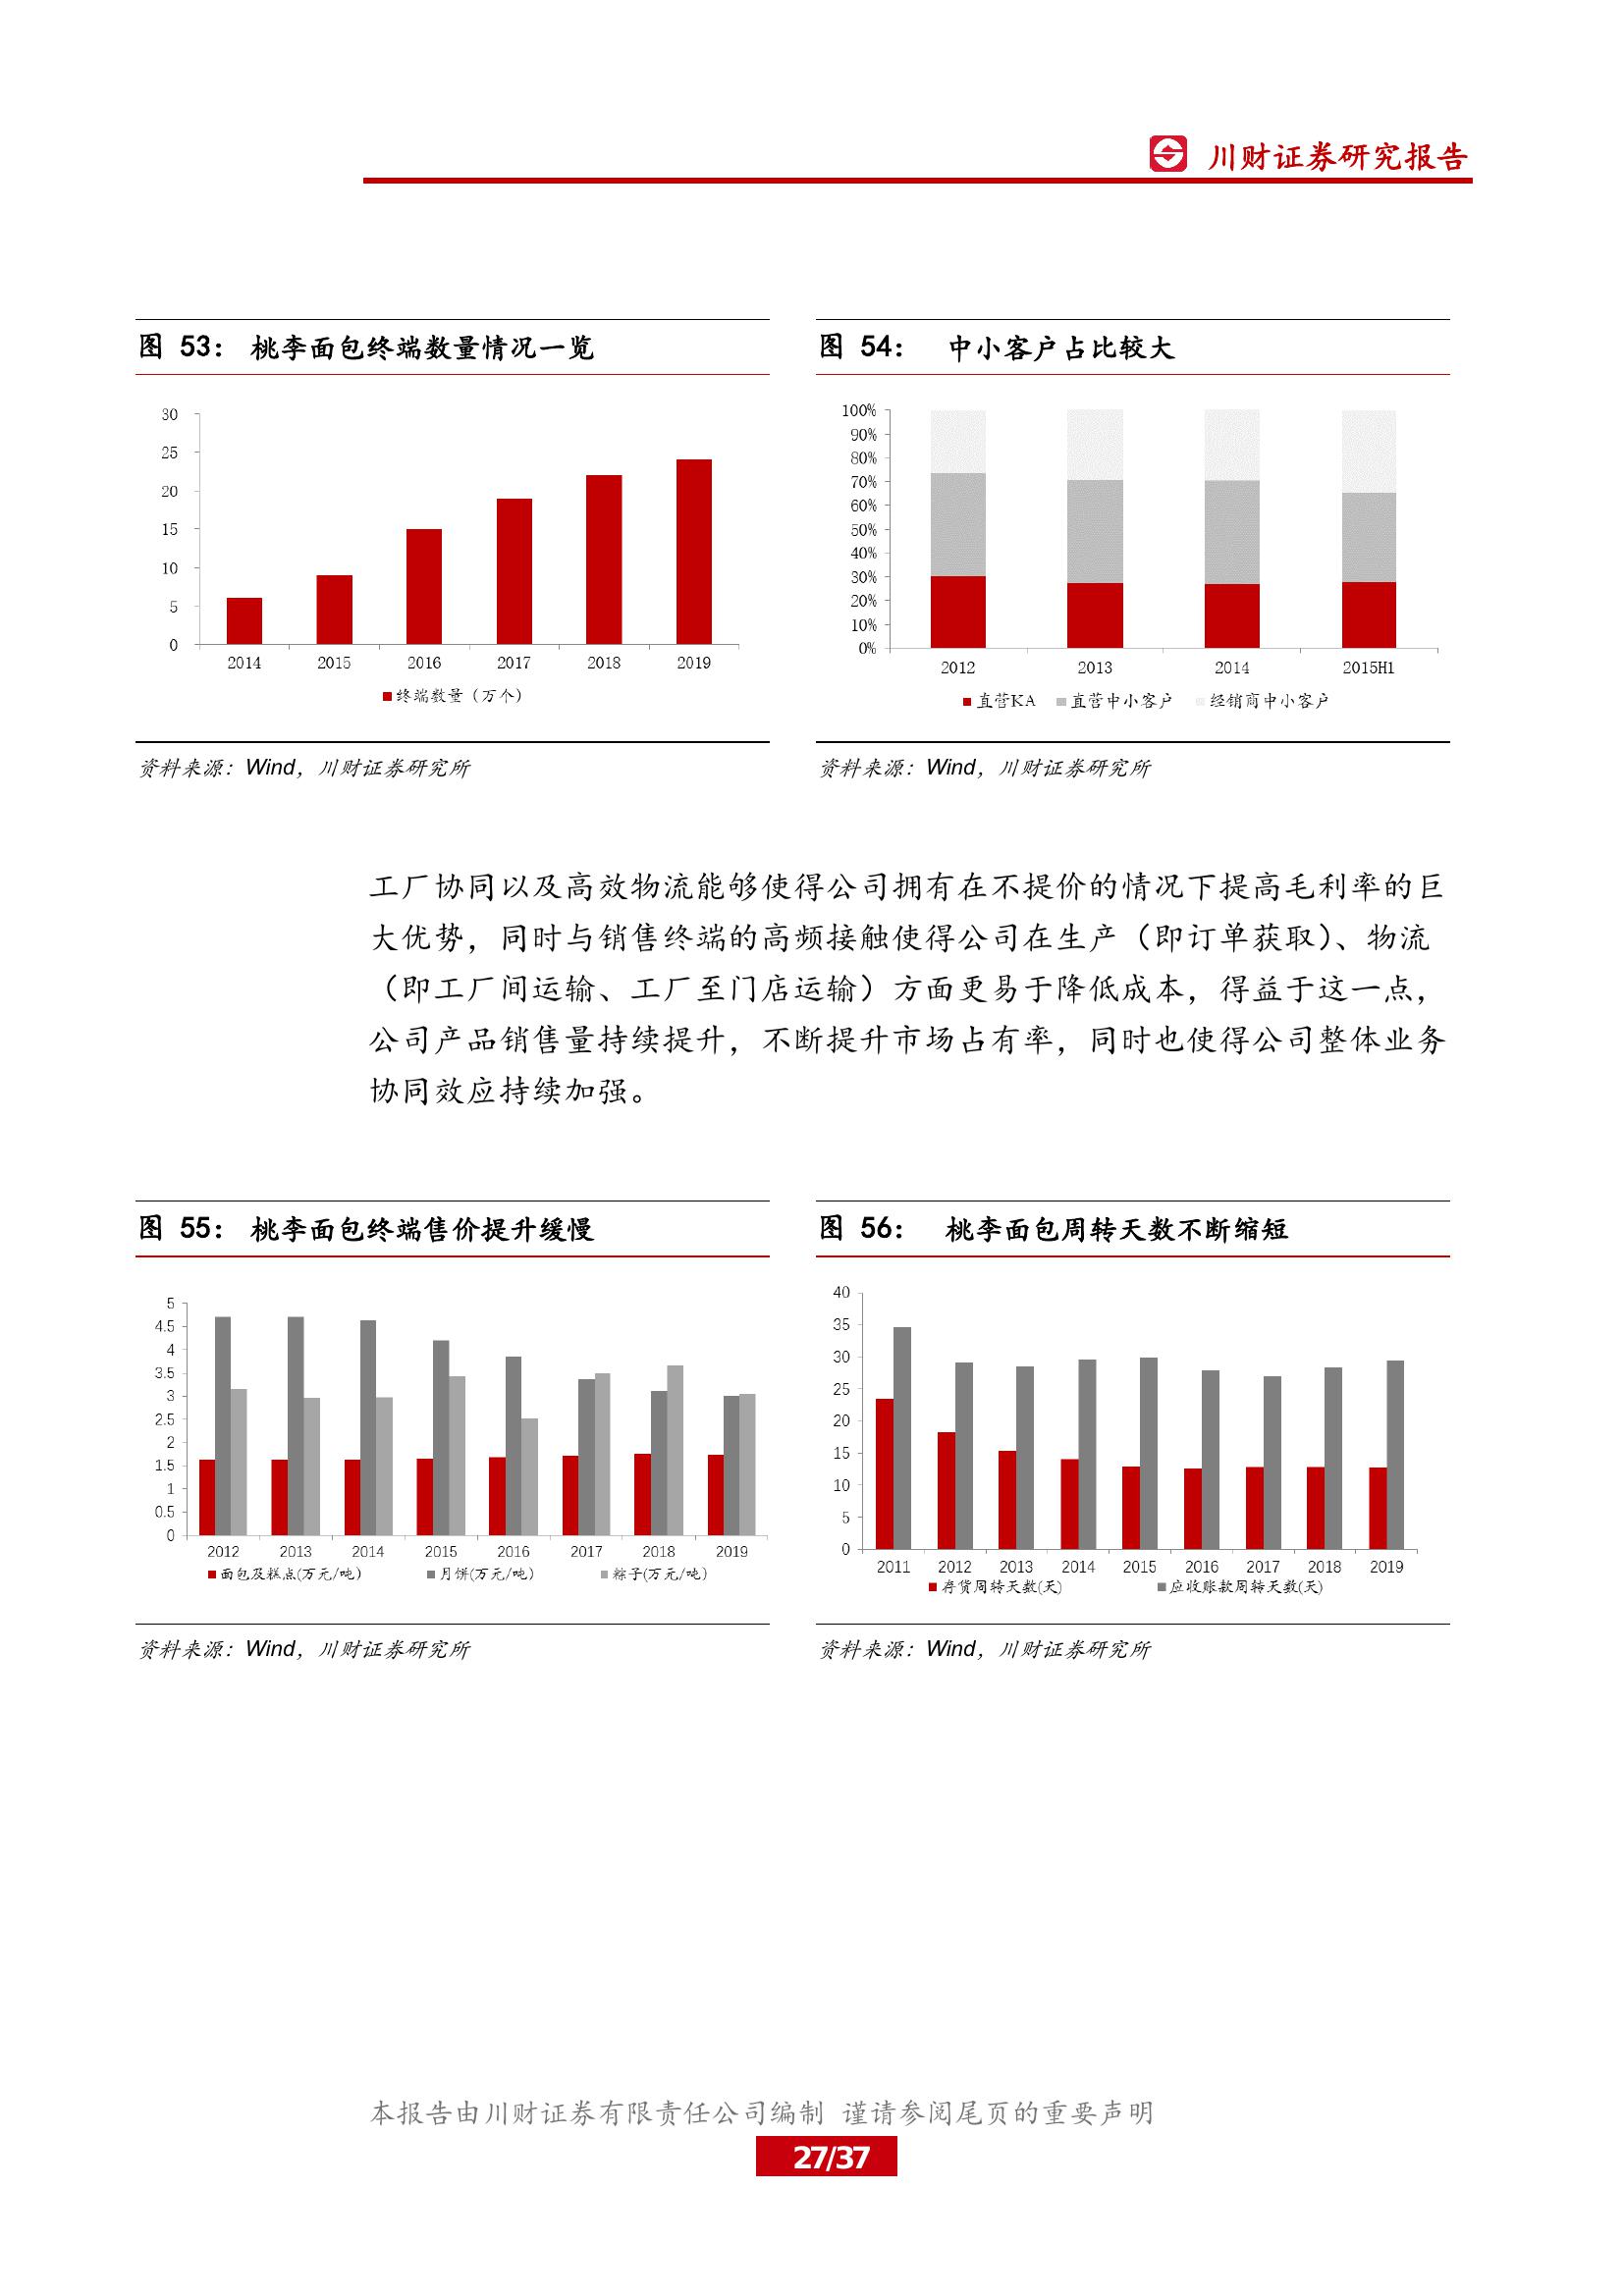 川财证券研究报告
图 53： 桃李面包终端数量情况一览
30
25
20
15
10
5
0
2014 2015 2016 2017 2018 2019
终端数量（万个）
资料来源：Wind，川财证券研究所
图 54： 中小客户占比较大
100%
90%
80%
70%
60%
50%
40%
30%
20%
10%
0%
2012 2013 2014 2015H1
直营KA 直营中小客户 经销商中小客户
资料来源：Wind，川财证券研究所
工厂协同以及高效物流能够使得公司拥有在不提价的情况下提高毛利率的巨
大优势，同时与销售终端的高频接触使得公司在生产（即订单获取）、物流
（即工厂间运输、工厂至门店运输）方面更易于降低成本，得益于这一点，
公司产品销售量持续提升，不断提升市场占有率，同时也使得公司整体业务
协同效应持续加强。
图 55： 桃李面包终端售价提升缓慢
5
4.5
4
3.5
3
2.5
2
1.5
1
0.5
0
2012 2013 2014 2015 2016 2017 2018 2019
面包及糕点(万元/吨) 月饼(万元/吨) 粽子(万元/吨)
资料来源：Wind，川财证券研究所
图 56： 桃李面包周转天数不断缩短
40
35
30
25
20
15
10
5
0
2011 2012 2013 2014 2015 2016 2017 2018 2019
存货周转天数(天) 应收账款周转天数(天)
资料来源：Wind，川财证券研究所
本报告由川财证券有限责任公司编制 谨请参阅尾页的重要声明
27/37